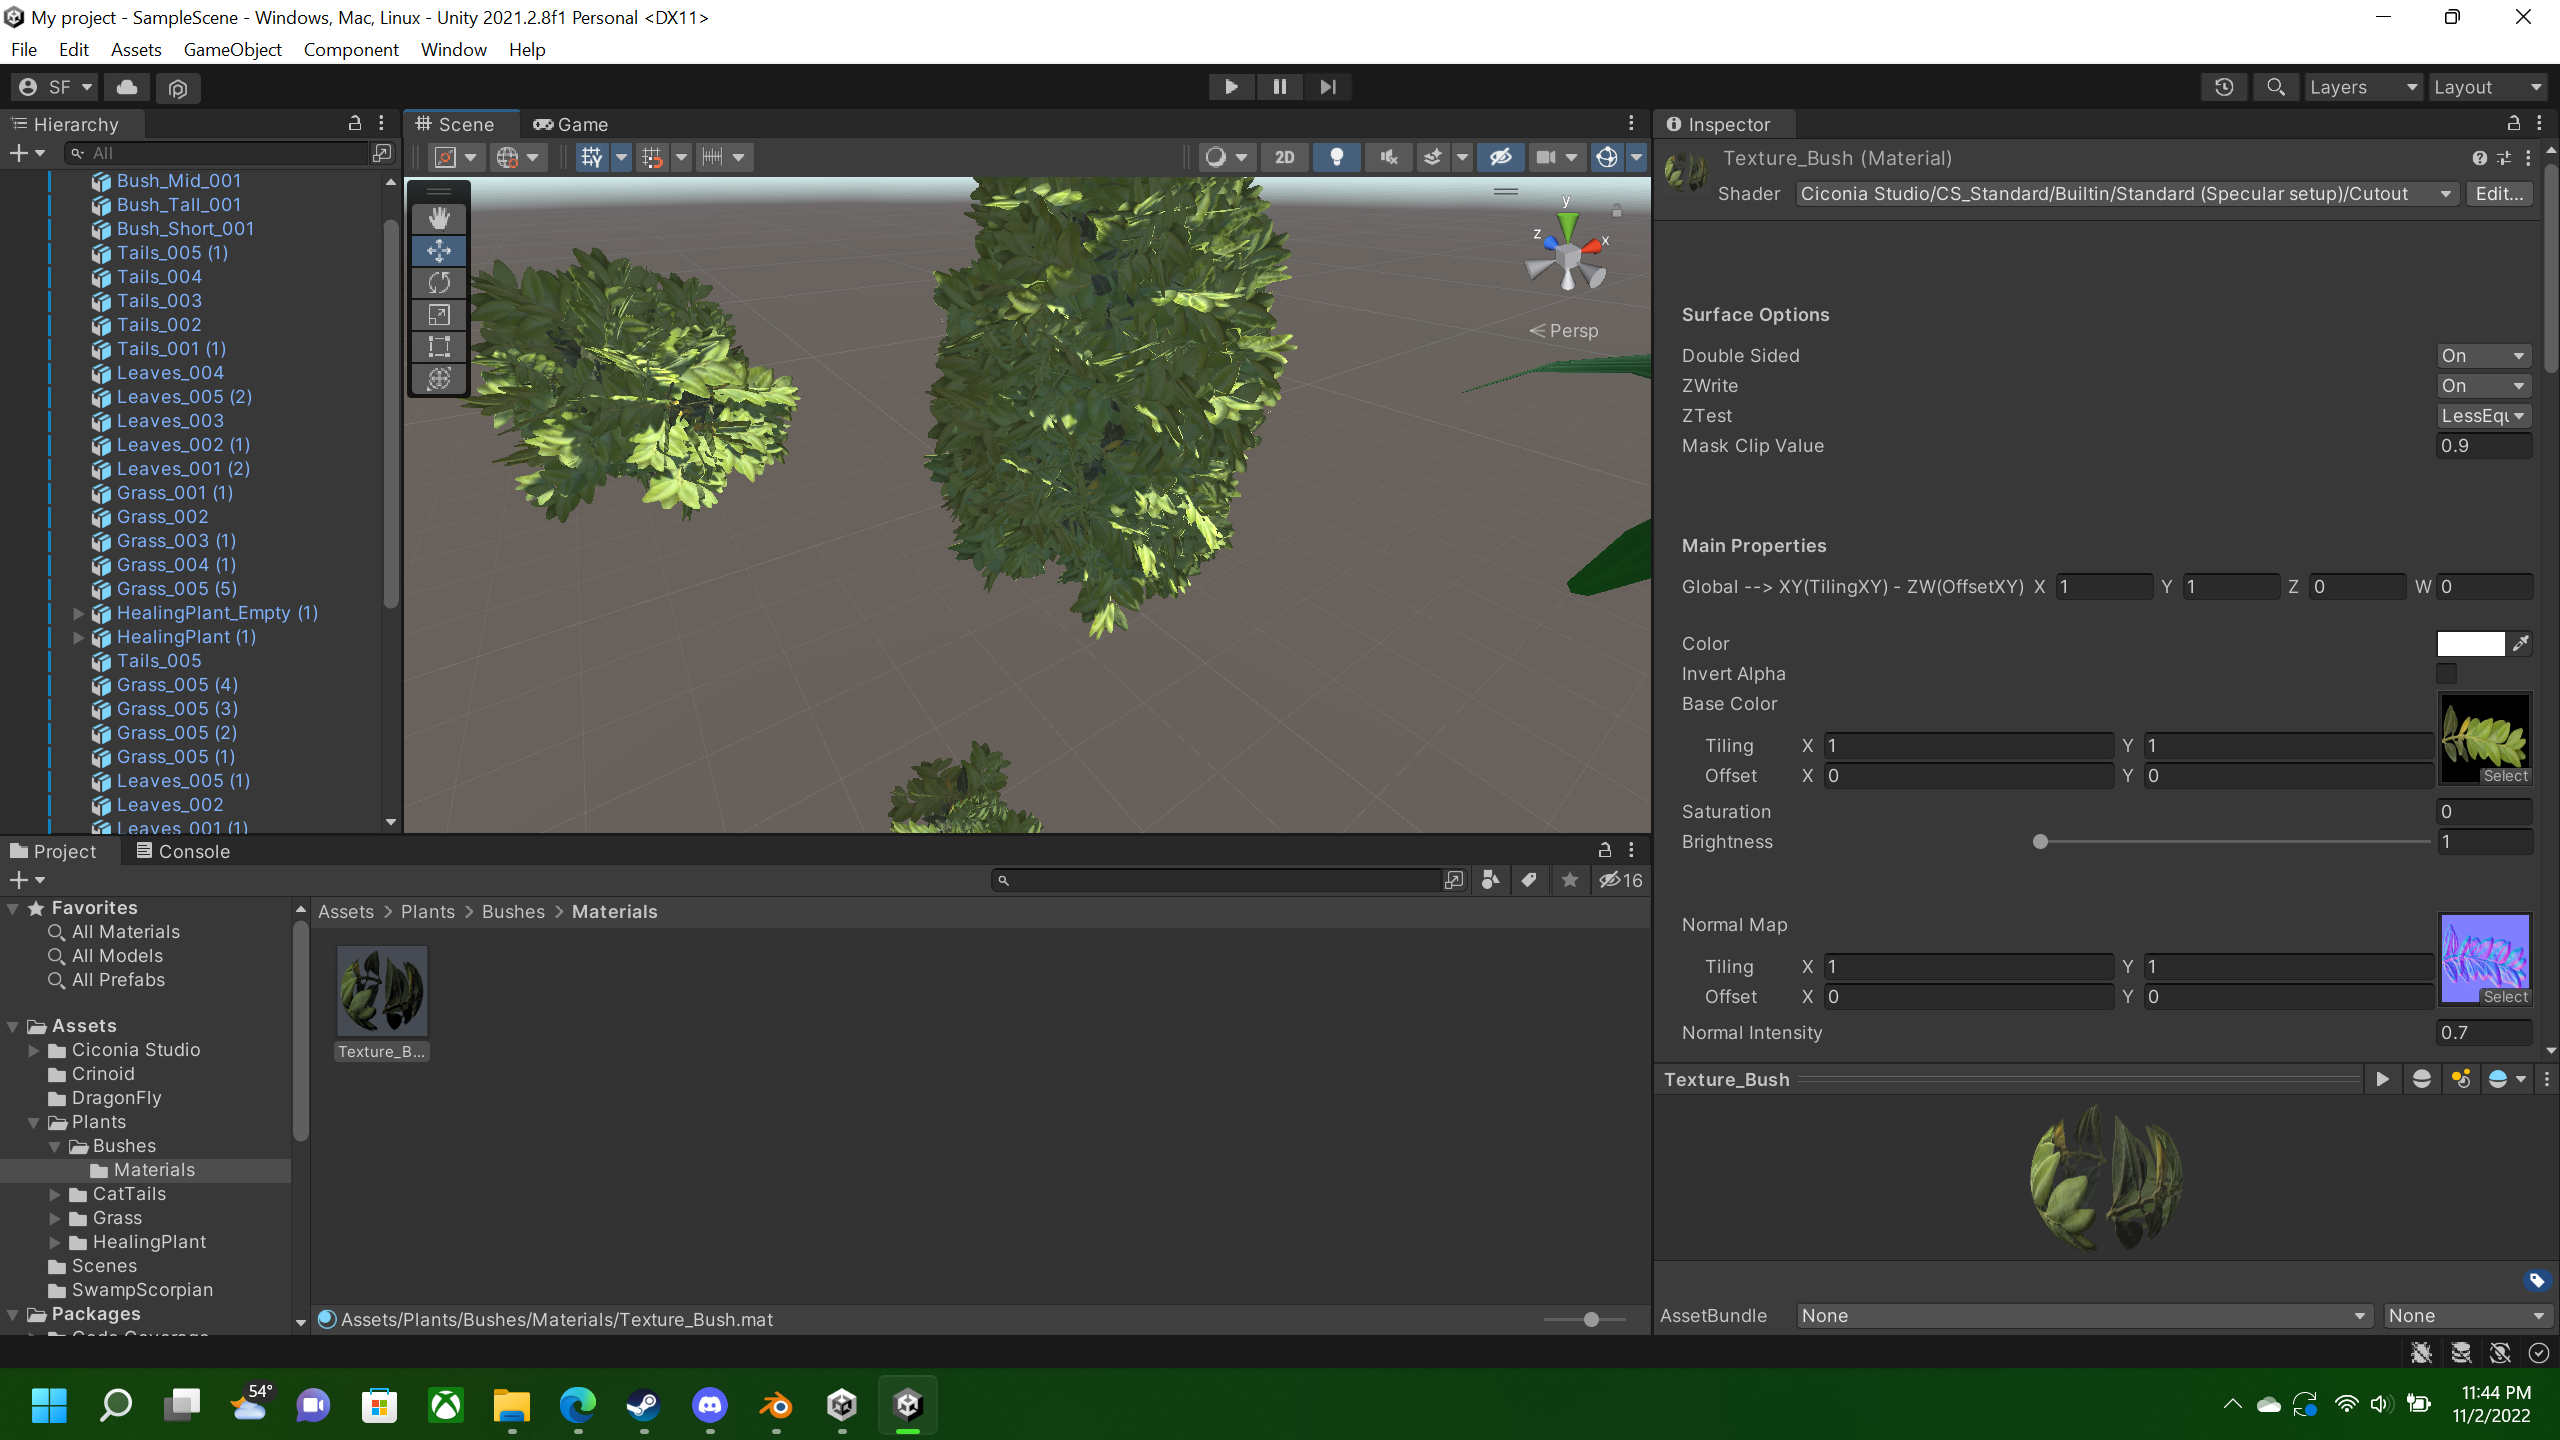 My project - SampleScene - Windows, Mac, Linux - Unity 2021.2.8f1 Personal <DX11>
File Edit Assets GameObject Component Window Help
SF
Layers Layout
Hierarchy
All
Bush_Mid_001
Bush_Tall_001
Bush_Short_001
Tails_005 (1)
Tails_004
Tails_003
Tails_002
Tails_001 (1)
Leaves_004
Leaves_005 (2)
Leaves_003
Leaves_002 (1)
Leaves_001 (2)
Grass_001 (1)
Grass_002
Grass_003 (1)
Grass_004 (1)
Grass_005 (5)
HealingPlant_Empty (1)
HealingPlant (1)
Tails_005
Grass_005 (4)
Grass_005 (3)
Grass_005 (2)
Grass_005 (1)
Leaves_005 (1)
Leaves_002
Leaves_001 (1)
Scene Game
2D
y
z x
Persp
Inspector
Texture_Bush (Material)
Shader Ciconia Studio/CS_Standard/Builtin/Standard (Specular setup)/Cutout Edit...
Surface Options
Double Sided On
ZWrite On
ZTest LessEqu
Mask Clip Value 0.9
Main Properties
Global --> XY(TilingXY) - ZW(OffsetXY) X 1 Y 1 Z 0 W 0
Color
Invert Alpha
Base Color
Tiling X 1 Y 1
Offset X 0 Y 0
Select
Saturation 0
Brightness 1
Normal Map
Tiling X 1 Y 1
Offset X 0 Y 0
Select
Normal Intensity 0.7
Texture_Bush
AssetBundle None None
Project Console
16
Favorites
All Materials
All Models
All Prefabs
Assets
Ciconia Studio
Crinoid
DragonFly
Plants
Bushes
Materials
CatTails
Grass
HealingPlant
Scenes
SwampScorpian
Packages
Code Coverage
Assets > Plants > Bushes > Materials
Texture_B...
Assets/Plants/Bushes/Materials/Texture_Bush.mat
54°
11:44 PM
11/2/2022